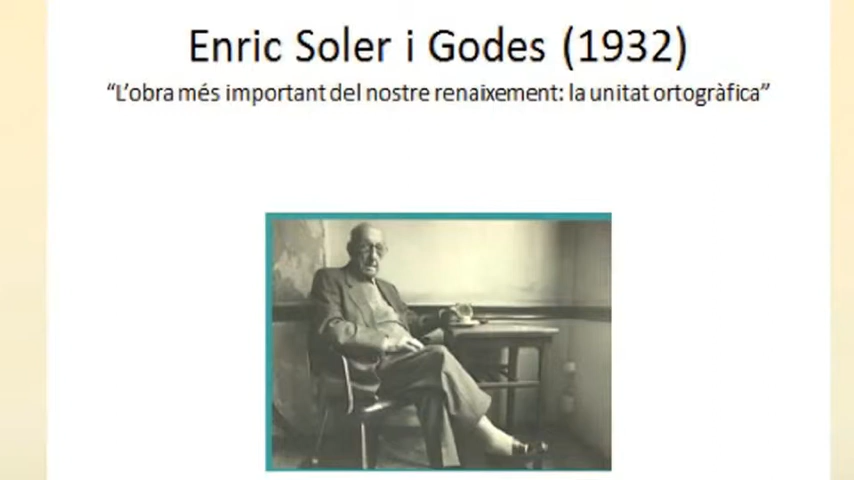 Enric Soler i Godes (1932)
“L’obra més important del nostre renaixement: la unitat ortogràfica”